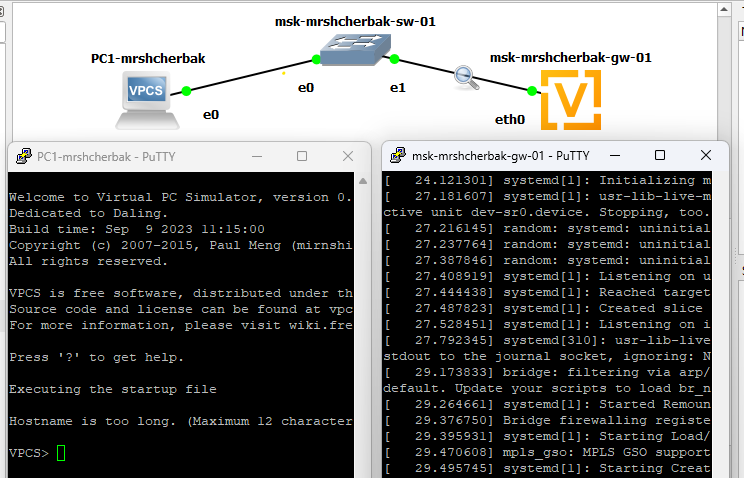 msk-mrshcherbak-sw-01
PC1-mrshcherbak
msk-mrshcherbak-gw-01
VPCS
V
e0
e1
e0
eth0
PC1-mrshcherbak - PuTTY
Welcome to Virtual PC Simulator, version 0.
Dedicated to Daling.
Build time: Sep  9 2023 11:15:00
Copyright (c) 2007-2015, Paul Meng (mirnshi
All rights reserved.
VPCS is free software, distributed under th
Source code and license can be found at vpc
For more information, please visit wiki.fre
Press '?' to get help.
Executing the startup file
Hostname is too long. (Maximum 12 character
VPCS>
msk-mrshcherbak-gw-01 - PuTTY
[   24.121301] systemd[1]: Initializing m
[   27.181607] systemd[1]: usr-lib-live-m
ctive unit dev-sr0.device. Stopping, too.
[   27.216145] random: systemd: uninitial
[   27.237764] random: systemd: uninitial
[   27.387846] random: systemd: uninitial
[   27.408919] systemd[1]: Listening on u
[   27.444438] systemd[1]: Reached target
[   27.487823] systemd[1]: Created slice
[   27.528451] systemd[1]: Listening on i
[   27.792345] systemd[310]: usr-lib-live
stdout to the journal socket, ignoring: N
[   29.173833] bridge: filtering via arp/
default. Update your scripts to load br_n
[   29.264661] systemd[1]: Started Remoun
[   29.376750] Bridge firewalling registe
[   29.395931] systemd[1]: Starting Load/
[   29.470608] mpls_gso: MPLS GSO support
[   29.495745] systemd[1]: Starting Creat